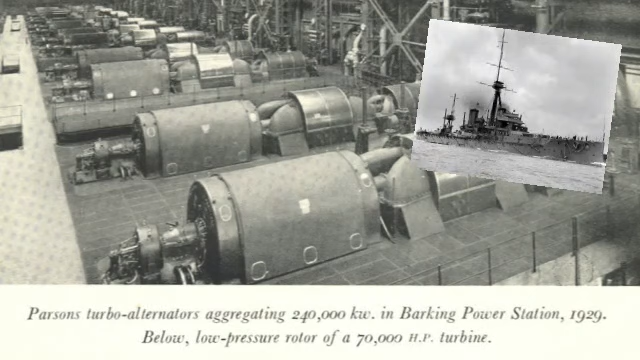 Parsons turbo-alternators aggregating 240,000 kw. in Barking Power Station, 1929.
Below, low-pressure rotor of a 70,000 H.P. turbine.